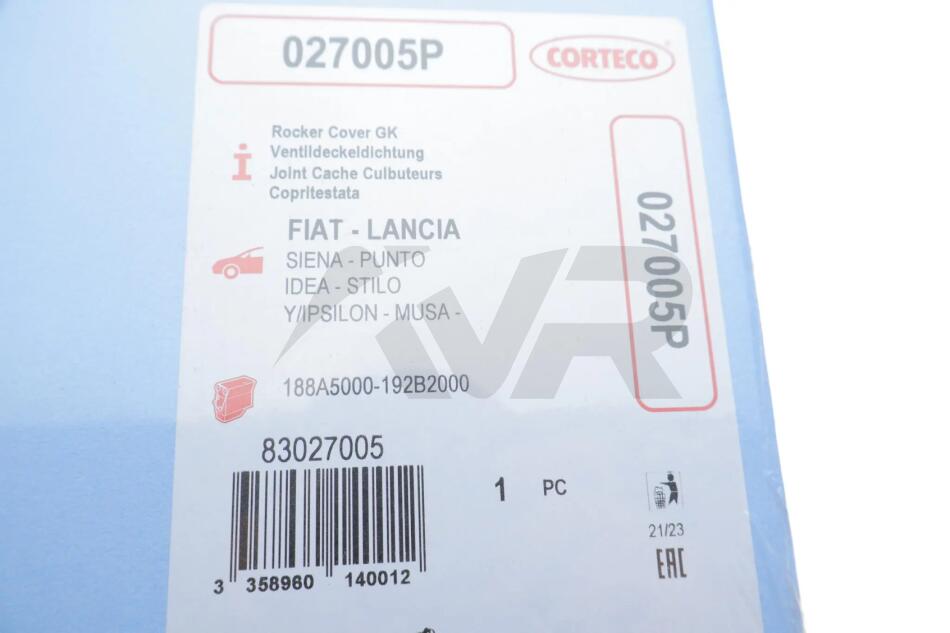 027005P
CORTECO
Rocker Cover GK
Ventildeckeldichtung
Joint Cache Culbuteurs
Copritestata
027005P
FIAT - LANCIA
SIENA - PUNTO
IDEA - STILO
Y/IPSILON - MUSA -
VR
188A5000-192B2000
83027005
1 PC
21/23
EAC
3 358960 140012